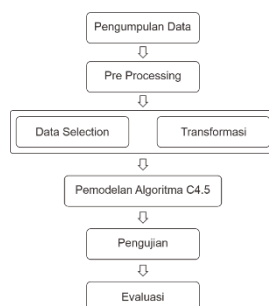 Pengumpulan Data
Pre Processing
Data Selection
Transformasi
Pemodelan Algoritma C4.5
Pengujian
Evaluasi